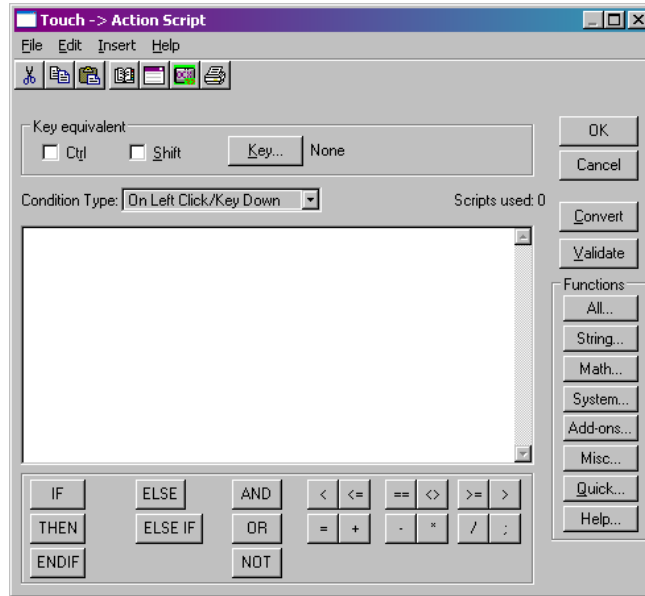 Touch -> Action Script
File Edit Insert Help
Key equivalent
Ctrl Shift Key... None
OK
Cancel
Condition Type: On Left Click/Key Down Scripts used: 0
Convert
Validate
Functions
All...
String...
Math...
System...
Add-ons...
Misc...
Quick...
Help...
IF ELSE AND < <= == <> >= >
THEN ELSE IF OR = + - * / ;
ENDIF NOT